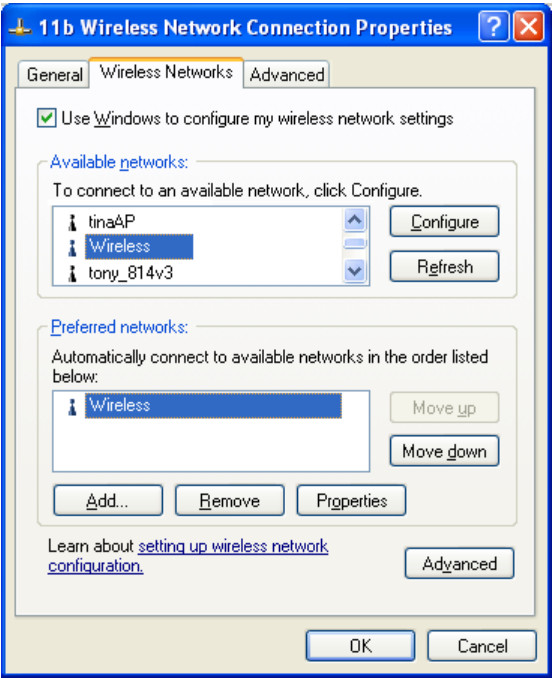 11b Wireless Network Connection Properties
General Wireless Networks Advanced
Use Windows to configure my wireless network settings
Available networks:
To connect to an available network, click Configure.
tinaAP
Wireless
tony_814v3
Configure
Refresh
Preferred networks:
Automatically connect to available networks in the order listed
below:
Wireless
Move up
Move down
Add... Remove Properties
Learn about setting up wireless network
configuration.
Advanced
OK Cancel